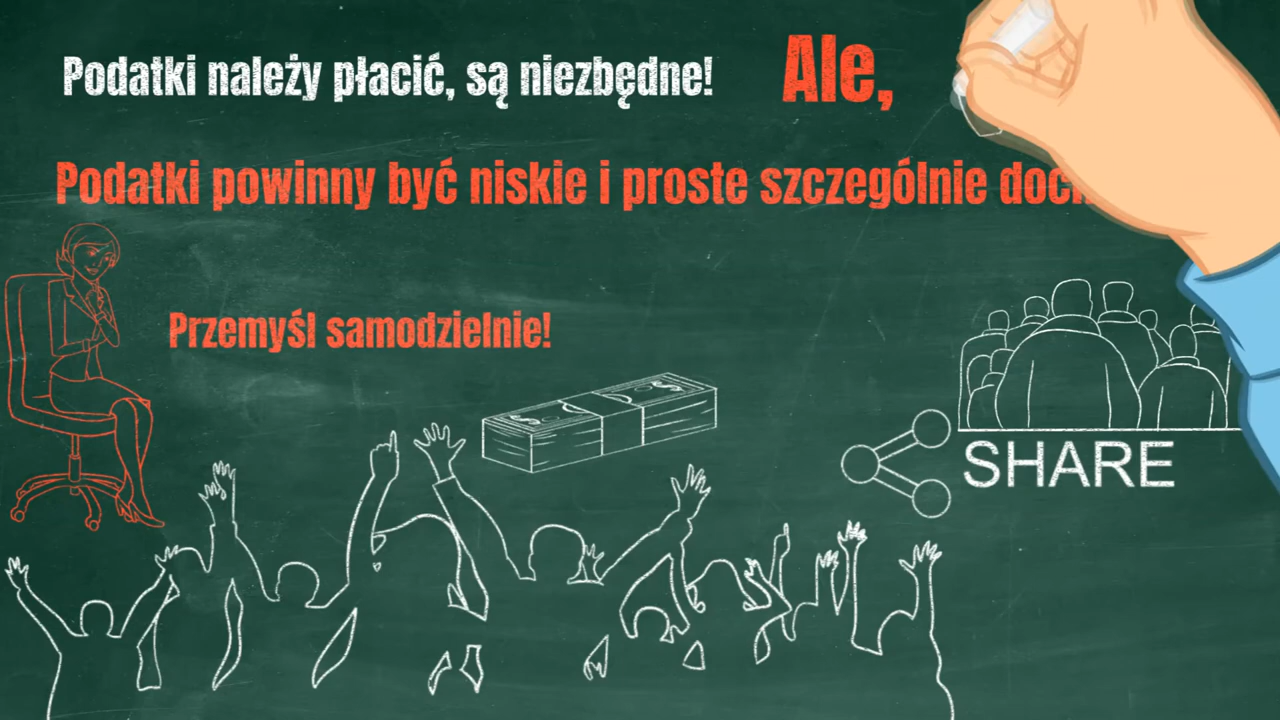 Podatki należy płacić, są niezbędne!
Ale,
Podatki powinny być niskie i proste szczególnie
Przemyśl samodzielnie!
SHARE